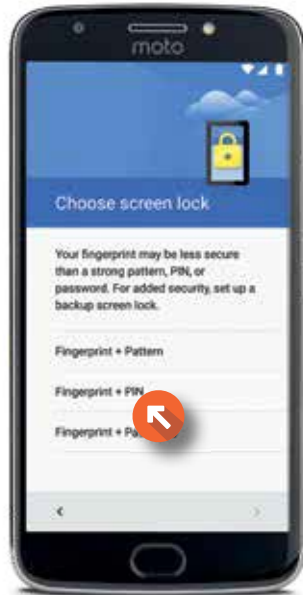 moto
Choose screen lock
Your fingerprint may be less secure
than a strong pattern, PIN, or
password. For added security, set up a
backup screen lock.
Fingerprint + Pattern
Fingerprint + PIN
Fingerprint +